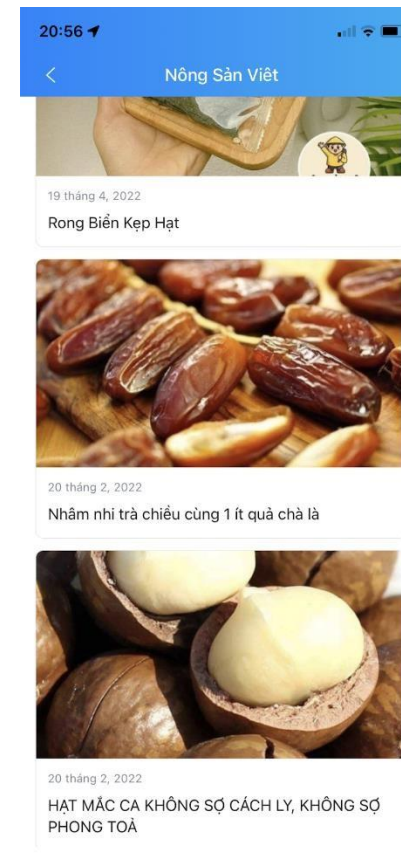 20:56
Nông Sản Việt
19 tháng 4, 2022
Rong Biển Kẹp Hạt
20 tháng 2, 2022
Nhâm nhi trà chiều cùng 1 ít quả chà là
20 tháng 2, 2022
HẠT MẮC CA KHÔNG SỢ CÁCH LY, KHÔNG SỢ
PHONG TOẢ